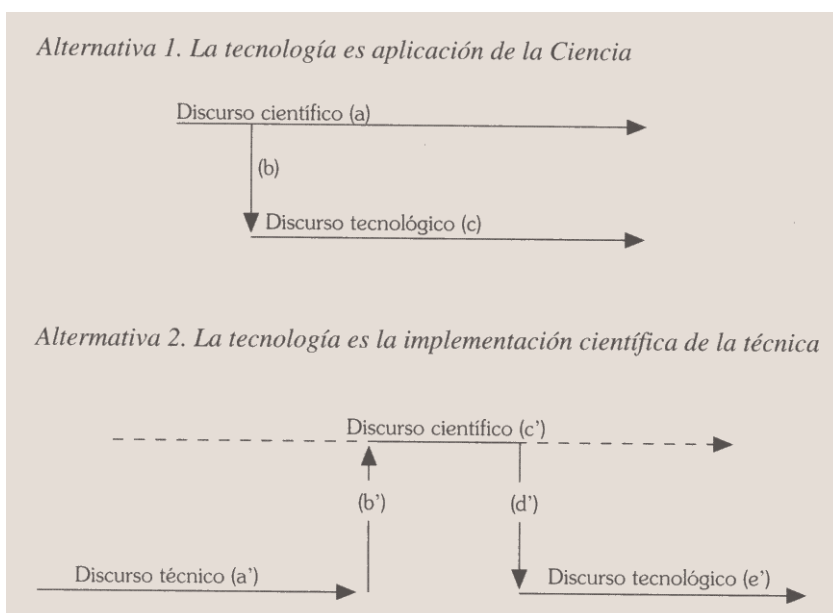 Alternativa 1. La tecnología es aplicación de la Ciencia
Discurso científico (a)
(b)
Discurso tecnológico (c)
Altermativa 2. La tecnología es la implementación científica de la técnica
Discurso científico (c')
(b')
(d')
Discurso técnico (a')
Discurso tecnológico (e')